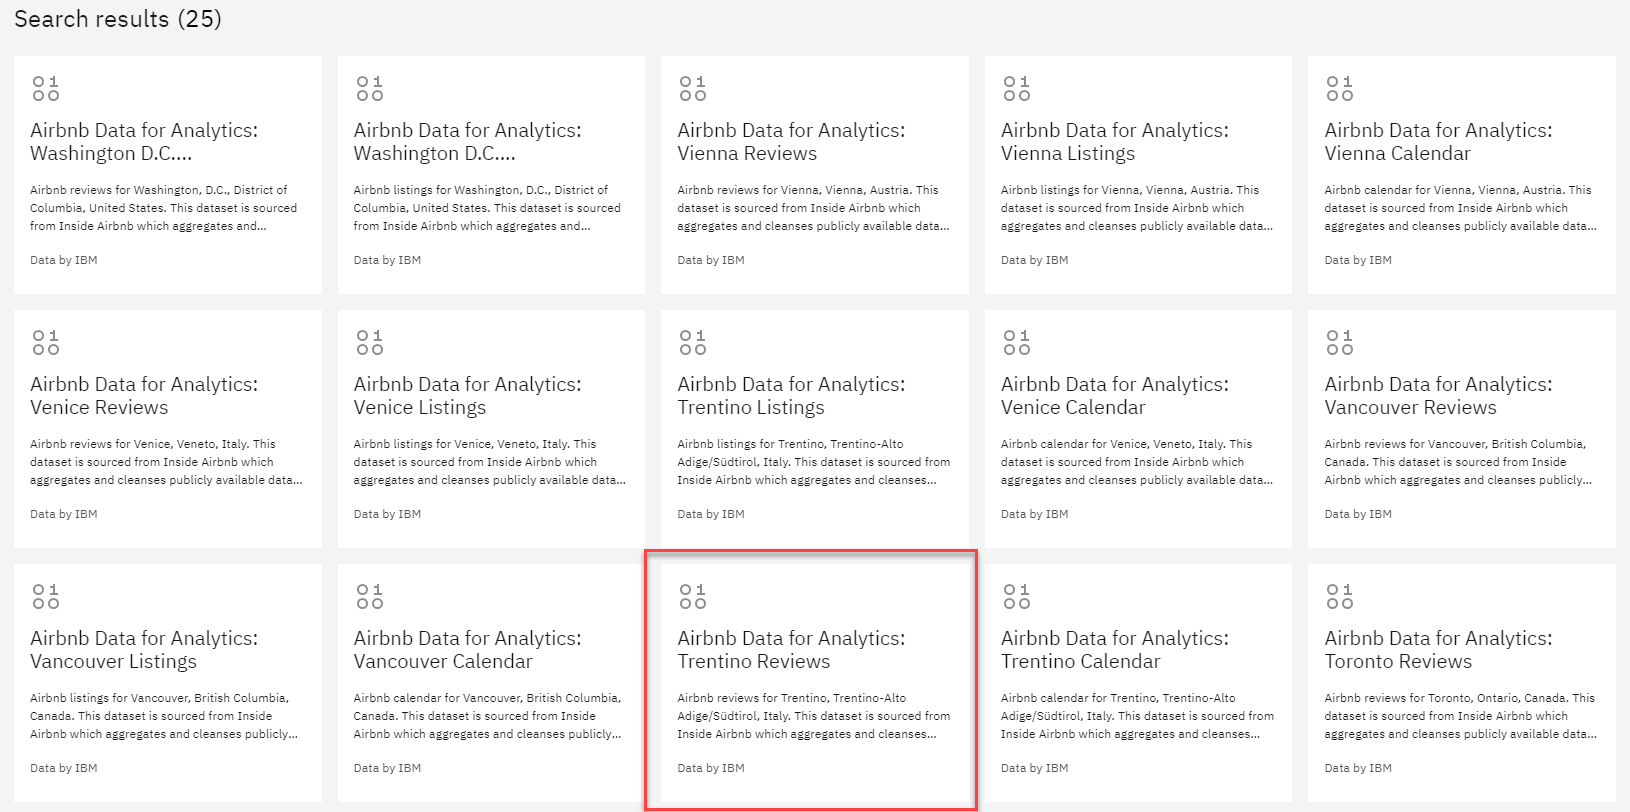 Search results (25)
Airbnb Data for Analytics:
Washington D.C....
Airbnb reviews for Washington, D.C., District of
Columbia, United States. This dataset is sourced
from Inside Airbnb which aggregates and...
Data by IBM
Airbnb Data for Analytics:
Washington D.C....
Airbnb listings for Washington, D.C., District of
Columbia, United States. This dataset is sourced
from Inside Airbnb which aggregates and...
Data by IBM
Airbnb Data for Analytics:
Vienna Reviews
Airbnb reviews for Vienna, Vienna, Austria. This
dataset is sourced from Inside Airbnb which
aggregates and cleanses publicly available data...
Data by IBM
Airbnb Data for Analytics:
Vienna Listings
Airbnb listings for Vienna, Vienna, Austria. This
dataset is sourced from Inside Airbnb which
aggregates and cleanses publicly available data...
Data by IBM
Airbnb Data for Analytics:
Vienna Calendar
Airbnb calendar for Vienna, Vienna, Austria. This
dataset is sourced from Inside Airbnb which
aggregates and cleanses publicly available data...
Data by IBM
Airbnb Data for Analytics:
Venice Reviews
Airbnb reviews for Venice, Veneto, Italy. This
dataset is sourced from Inside Airbnb which
aggregates and cleanses publicly available data...
Data by IBM
Airbnb Data for Analytics:
Venice Listings
Airbnb listings for Venice, Veneto, Italy. This
dataset is sourced from Inside Airbnb which
aggregates and cleanses publicly available data...
Data by IBM
Airbnb Data for Analytics:
Trentino Listings
Airbnb listings for Trentino, Trentino-Alto
Adige/Südtirol, Italy. This dataset is sourced from
Inside Airbnb which aggregates and cleanses...
Data by IBM
Airbnb Data for Analytics:
Venice Calendar
Airbnb calendar for Venice, Veneto, Italy. This
dataset is sourced from Inside Airbnb which
aggregates and cleanses publicly available data...
Data by IBM
Airbnb Data for Analytics:
Vancouver Reviews
Airbnb reviews for Vancouver, British Columbia,
Canada. This dataset is sourced from Inside
Airbnb which aggregates and cleanses publicly...
Data by IBM
Airbnb Data for Analytics:
Vancouver Listings
Airbnb listings for Vancouver, British Columbia,
Canada. This dataset is sourced from Inside
Airbnb which aggregates and cleanses publicly...
Data by IBM
Airbnb Data for Analytics:
Vancouver Calendar
Airbnb calendar for Vancouver, British Columbia,
Canada. This dataset is sourced from Inside
Airbnb which aggregates and cleanses publicly...
Data by IBM
Airbnb Data for Analytics:
Trentino Reviews
Airbnb reviews for Trentino, Trentino-Alto
Adige/Südtirol, Italy. This dataset is sourced from
Inside Airbnb which aggregates and cleanses...
Data by IBM
Airbnb Data for Analytics:
Trentino Calendar
Airbnb calendar for Trentino, Trentino-Alto
Adige/Südtirol, Italy. This dataset is sourced from
Inside Airbnb which aggregates and cleanses...
Data by IBM
Airbnb Data for Analytics:
Toronto Reviews
Airbnb reviews for Toronto, Ontario, Canada. This
dataset is sourced from Inside Airbnb which
aggregates and cleanses publicly available data...
Data by IBM